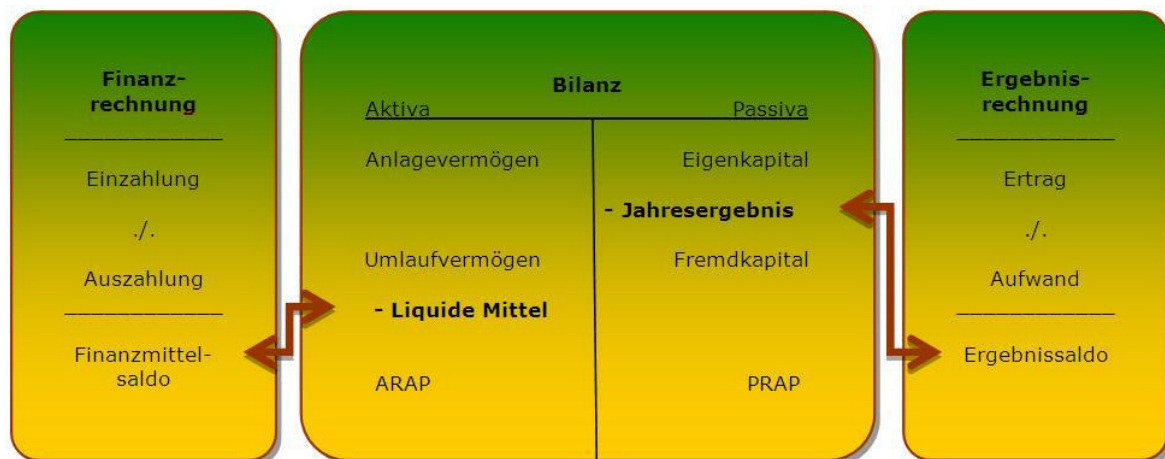 Finanz-
rechnung
Einzahlung
./.
Auszahlung
Finanzmittel-
saldo
Bilanz
Aktiva Passiva
Anlagevermögen Eigenkapital
- Jahresergebnis
Umlaufvermögen Fremdkapital
- Liquide Mittel
ARAP PRAP
Ergebnis-
rechnung
Ertrag
./.
Aufwand
Ergebnissaldo